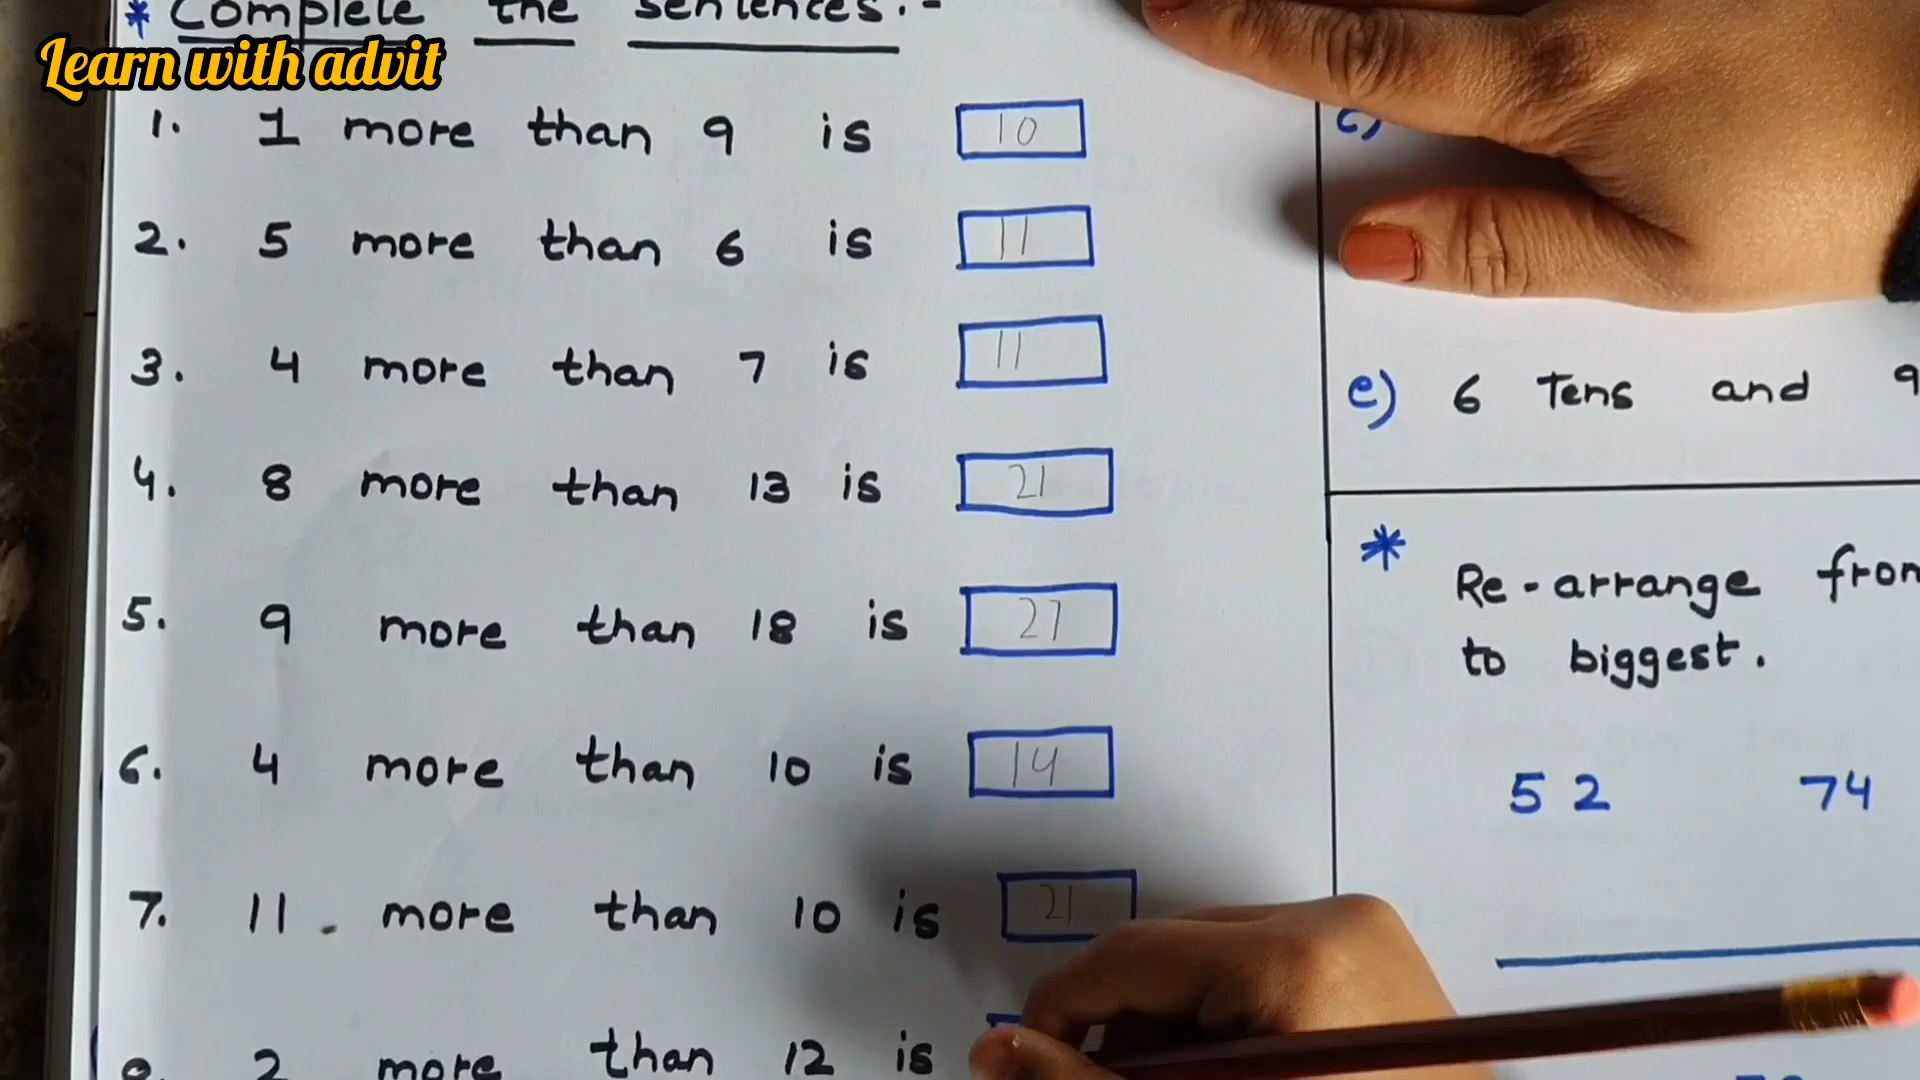 * Complete the sentences:-
Learn with advit
1. 1 more than 9 is 10
2. 5 more than 6 is 11
3. 4 more than 7 is 11
4. 8 more than 13 is 21
5. 9 more than 18 is 27
6. 4 more than 10 is 14
7. 11 more than 10 is 21
2 more than 12 is
c)
e) 6 Tens and 9
* Re-arrange from
to biggest.
52 74